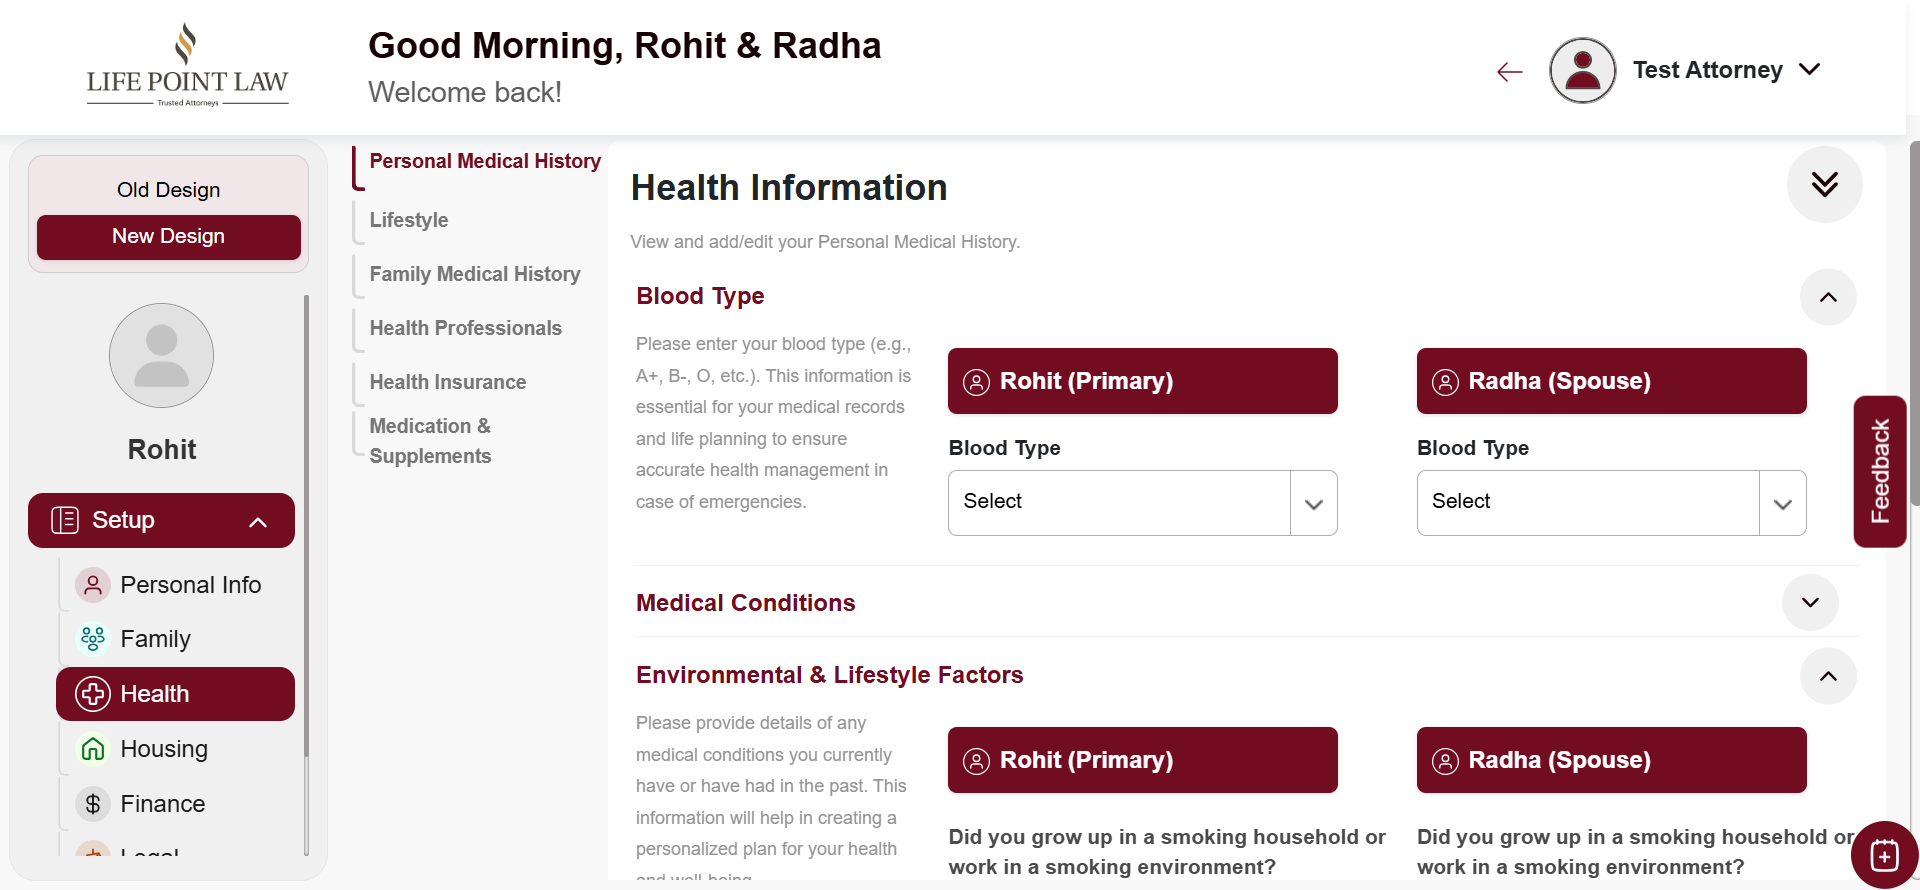 LIFE POINT LAW
Trusted Attorneys
Good Morning, Rohit & Radha
Welcome back!
Test Attorney
Old Design
New Design
Rohit
Setup
Personal Info
Family
Health
Housing
Finance
Legal
Personal Medical History
Lifestyle
Family Medical History
Health Professionals
Health Insurance
Medication &
Supplements
Health Information
View and add/edit your Personal Medical History.
Blood Type
Please enter your blood type (e.g.,
A+, B-, O, etc.). This information is
essential for your medical records
and life planning to ensure
accurate health management in
case of emergencies.
Rohit (Primary)
Blood Type
Select
Radha (Spouse)
Blood Type
Select
Medical Conditions
Environmental & Lifestyle Factors
Please provide details of any
medical conditions you currently
have or have had in the past. This
information will help in creating a
personalized plan for your health
and well-being.
Rohit (Primary)
Did you grow up in a smoking household or
work in a smoking environment?
Radha (Spouse)
Did you grow up in a smoking household or
work in a smoking environment?
Feedback